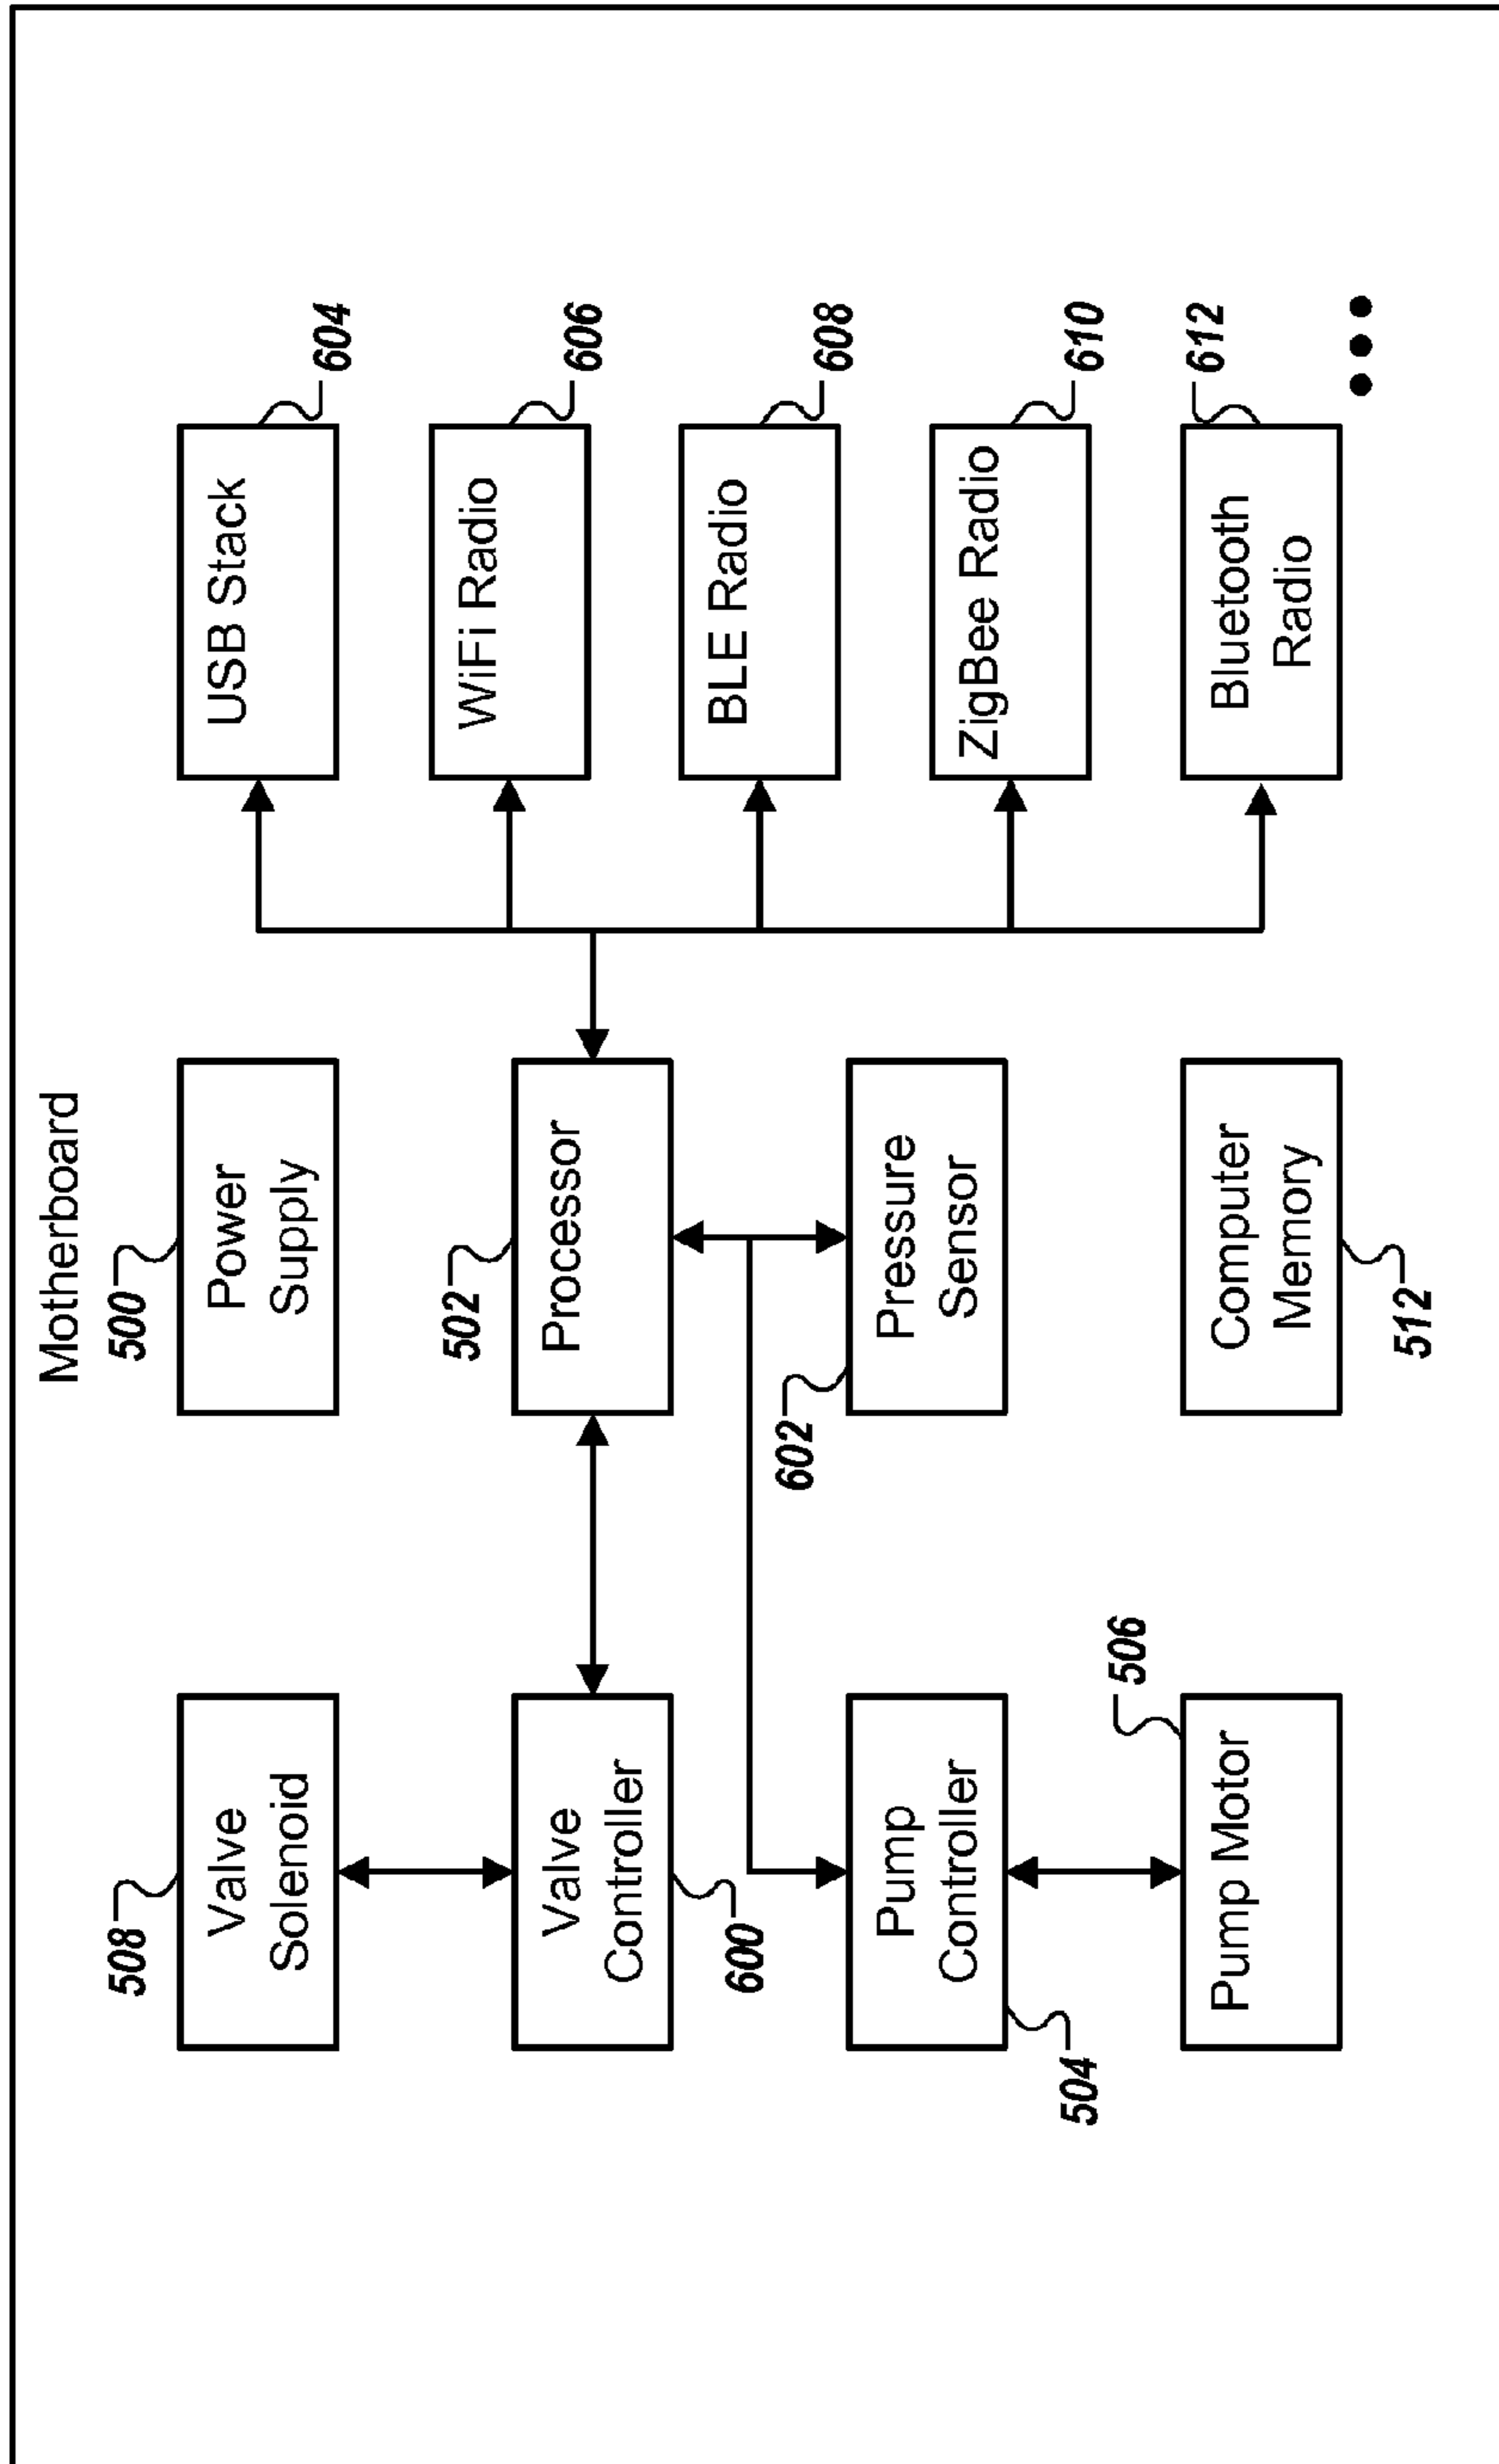 Motherboard
508
Valve
Solenoid
500
Power
Supply
USB Stack
604
WiFi Radio
606
Valve
Controller
600
502
Processor
BLE Radio
608
Pump
Controller
504
602
Pressure
Sensor
ZigBee Radio
610
506
Pump Motor
Computer
Memory
512
Bluetooth
Radio
612